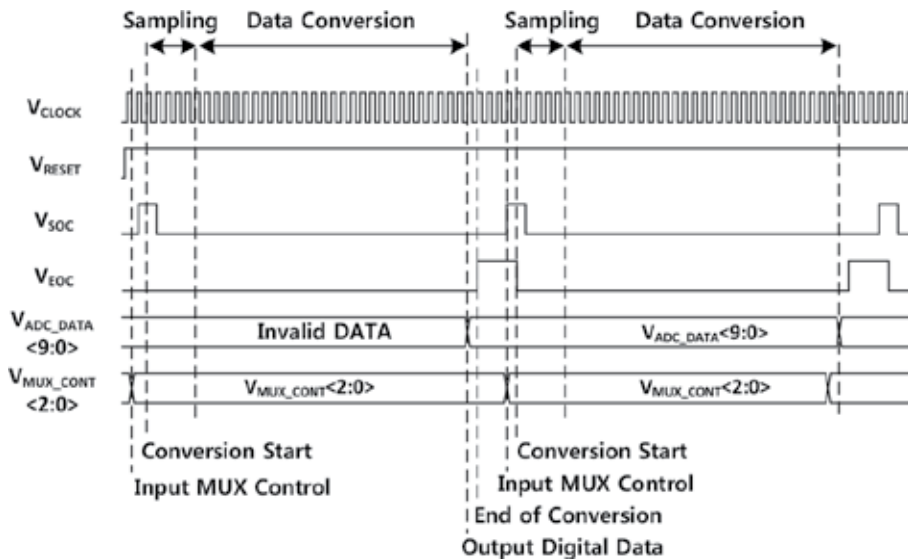 Sampling Data Conversion Sampling Data Conversion
VCLOCK
VRESET
VSOC
VEOC
VADC_DATA
<9:0>
Invalid DATA
VADC_DATA<9:0>
VMUX_CONT
<2:0>
VMUX_CONT<2:0>
VMUX_CONT<2:0>
Conversion Start
Conversion Start
Input MUX Control
Input MUX Control
End of Conversion
Output Digital Data